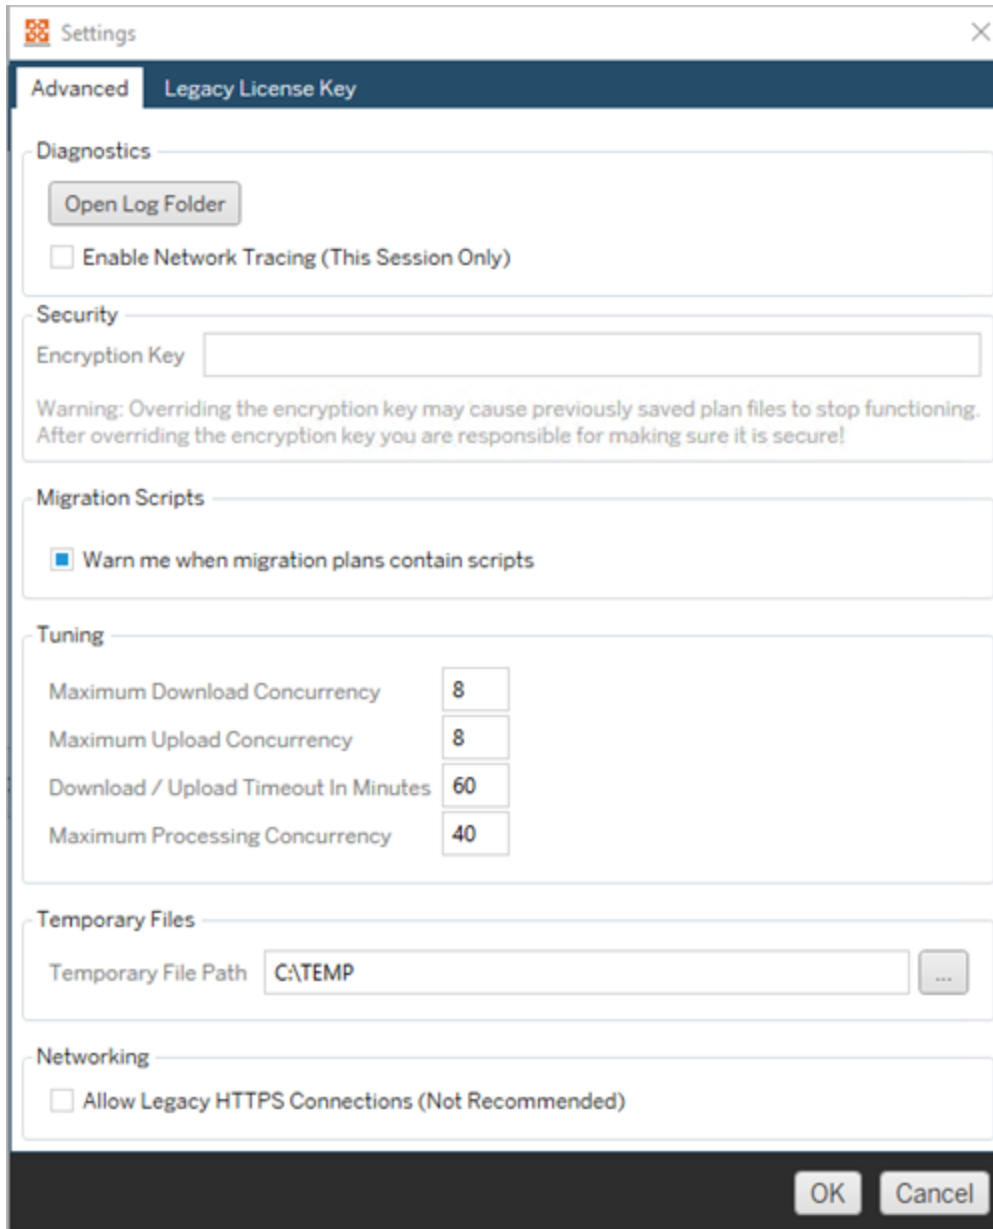 Settings
Advanced
Legacy License Key
Diagnostics
Open Log Folder
Enable Network Tracing (This Session Only)
Security
Encryption Key
Warning: Overriding the encryption key may cause previously saved plan files to stop functioning.
After overriding the encryption key you are responsible for making sure it is secure!
Migration Scripts
Warn me when migration plans contain scripts
Tuning
Maximum Download Concurrency 8
Maximum Upload Concurrency 8
Download / Upload Timeout In Minutes 60
Maximum Processing Concurrency 40
Temporary Files
Temporary File Path C:\TEMP ...
Networking
Allow Legacy HTTPS Connections (Not Recommended)
OK Cancel